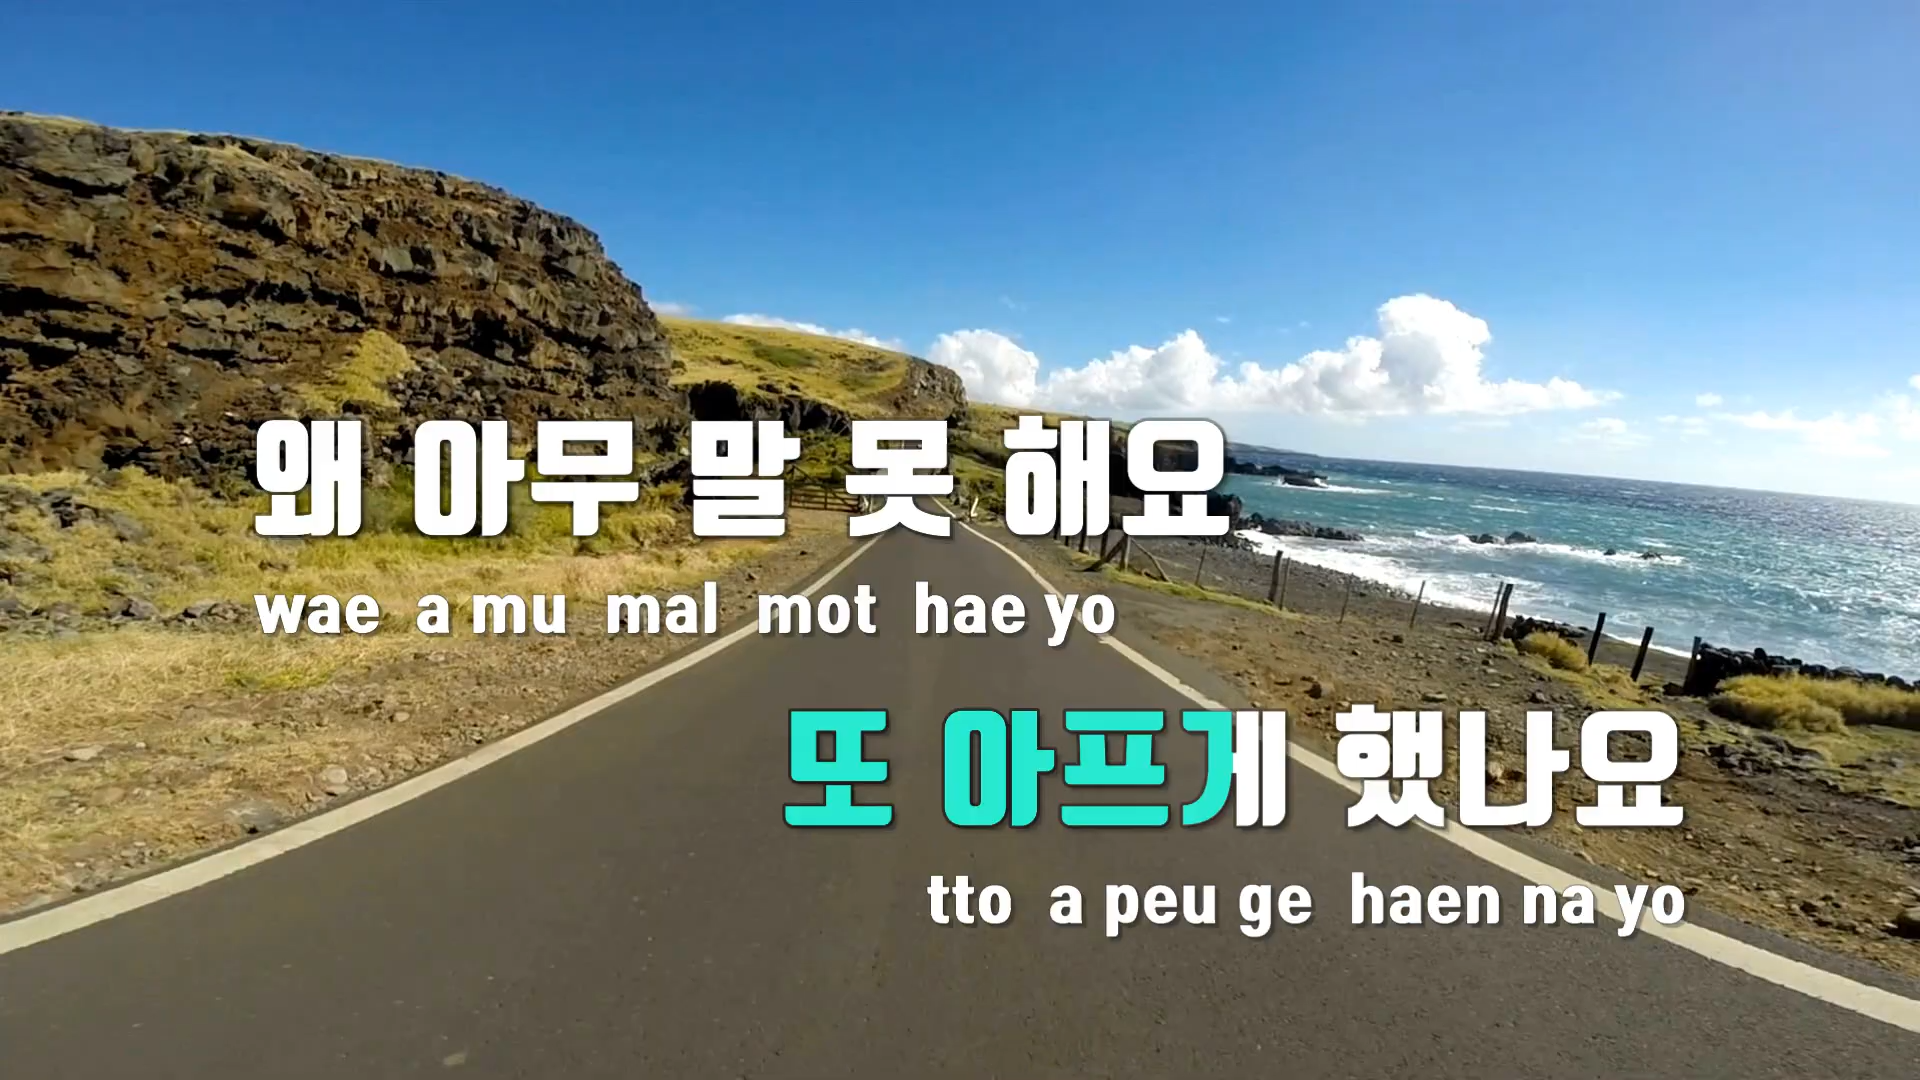 왜 아무 말 못 해요
wae a mu mal mot hae yo
또 아프게 했나요
tto a peu ge haen na yo